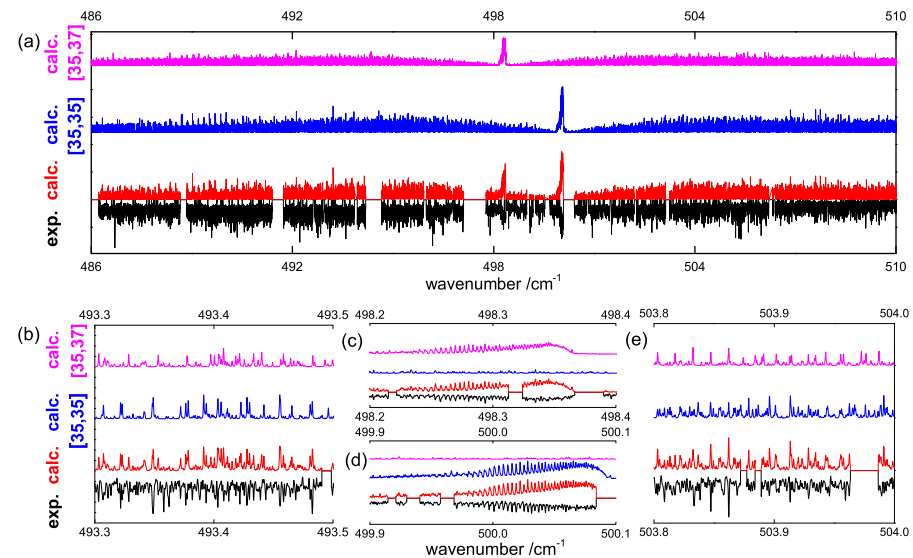 486 492 498 504 510
(a)
calc.
[35,37]
calc.
[35,35]
calc.
exp.
486 492 498 504 510
wavenumber /cm-1
493.3 493.4 493.5
(b)
calc.
[35,37]
calc.
[35,35]
calc.
exp.
493.3 493.4 493.5
498.2 498.3 498.4
(c)
498.2 498.3 498.4
499.9 500.0 500.1
(d)
499.9 500.0 500.1
wavenumber /cm-1
503.8 503.9 504.0
(e)
503.8 503.9 504.0